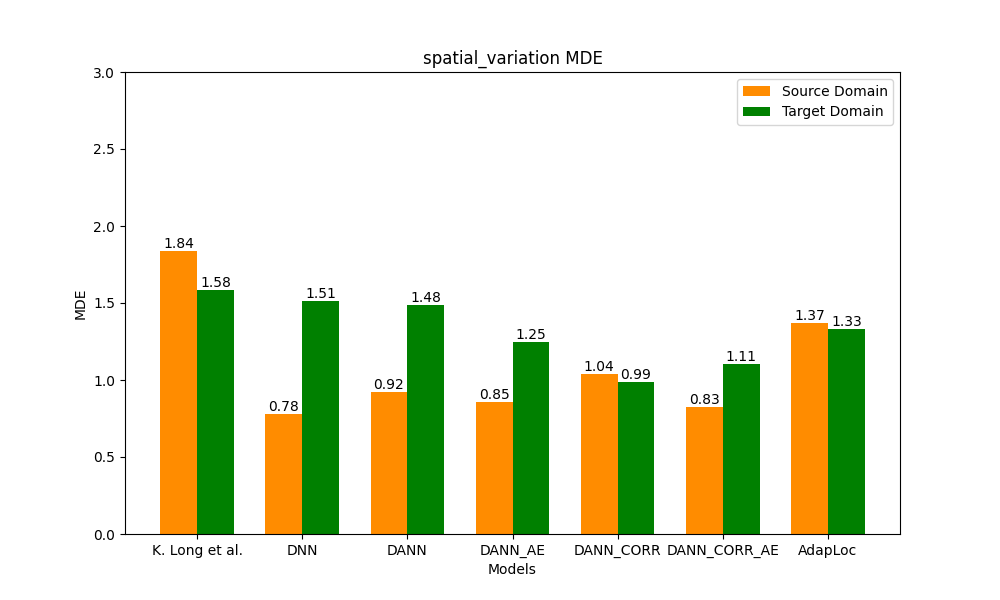 spatial_variation MDE
Source Domain
Target Domain
MDE
3.0
2.5
2.0
1.5
1.0
0.5
0.0
1.84
1.58
0.78
1.51
0.92
1.48
0.85
1.25
1.04
0.99
0.83
1.11
1.37
1.33
K. Long et al.
DNN
DANN
DANN_AE
DANN_CORR
DANN_CORR_AE
AdapLoc
Models